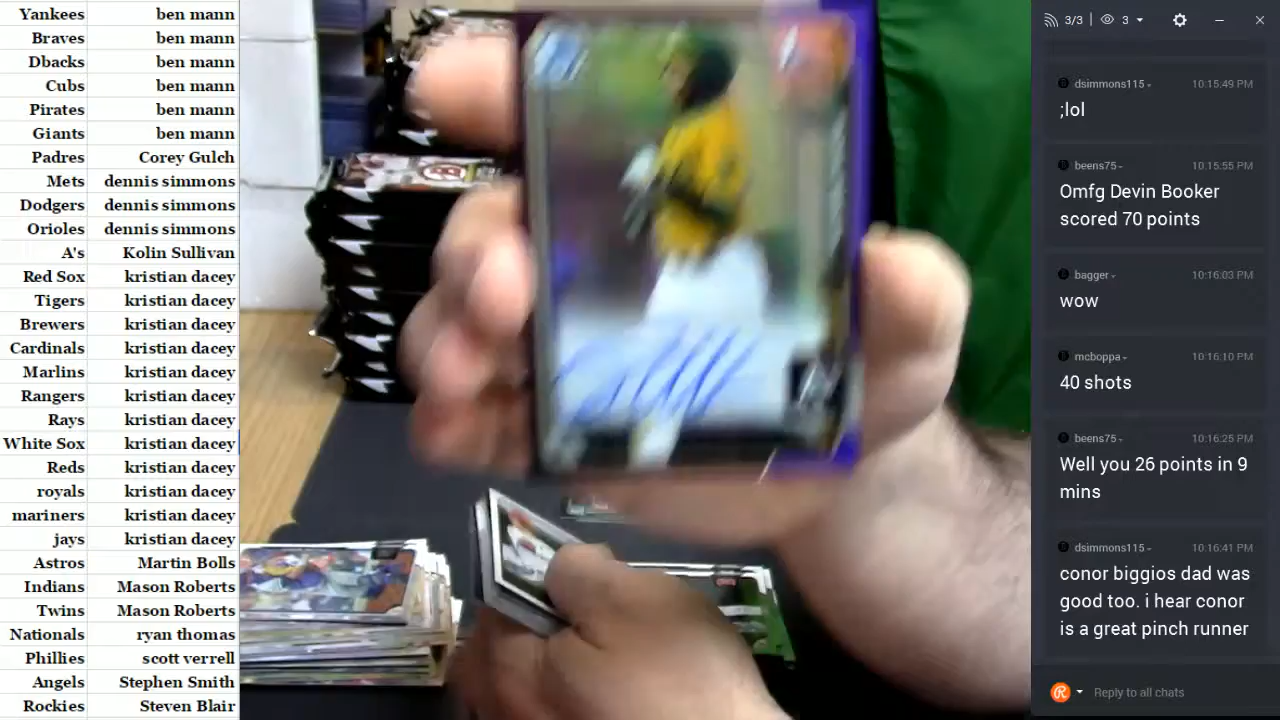 Yankees ben mann
Braves ben mann
Dbacks ben mann
Cubs ben mann
Pirates ben mann
Giants ben mann
Padres Corey Gulch
Mets dennis simmons
Dodgers dennis simmons
Orioles dennis simmons
A's Kolin Sullivan
Red Sox kristian dacey
Tigers kristian dacey
Brewers kristian dacey
Cardinals kristian dacey
Marlins kristian dacey
Rangers kristian dacey
Rays kristian dacey
White Sox kristian dacey
Reds kristian dacey
royals kristian dacey
mariners kristian dacey
jays kristian dacey
Astros Martin Bolls
Indians Mason Roberts
Twins Mason Roberts
Nationals ryan thomas
Phillies scott verrell
Angels Stephen Smith
Rockies Steven Blair
3/3 3
dsimmons115 10:15:49 PM
;lol
beens75 10:15:55 PM
Omfg Devin Booker
scored 70 points
bagger 10:16:03 PM
wow
mcboppa 10:16:10 PM
40 shots
beens75 10:16:25 PM
Well you 26 points in 9
mins
dsimmons115 10:16:41 PM
conor biggios dad was
good too. i hear conor
is a great pinch runner
Reply to all chats